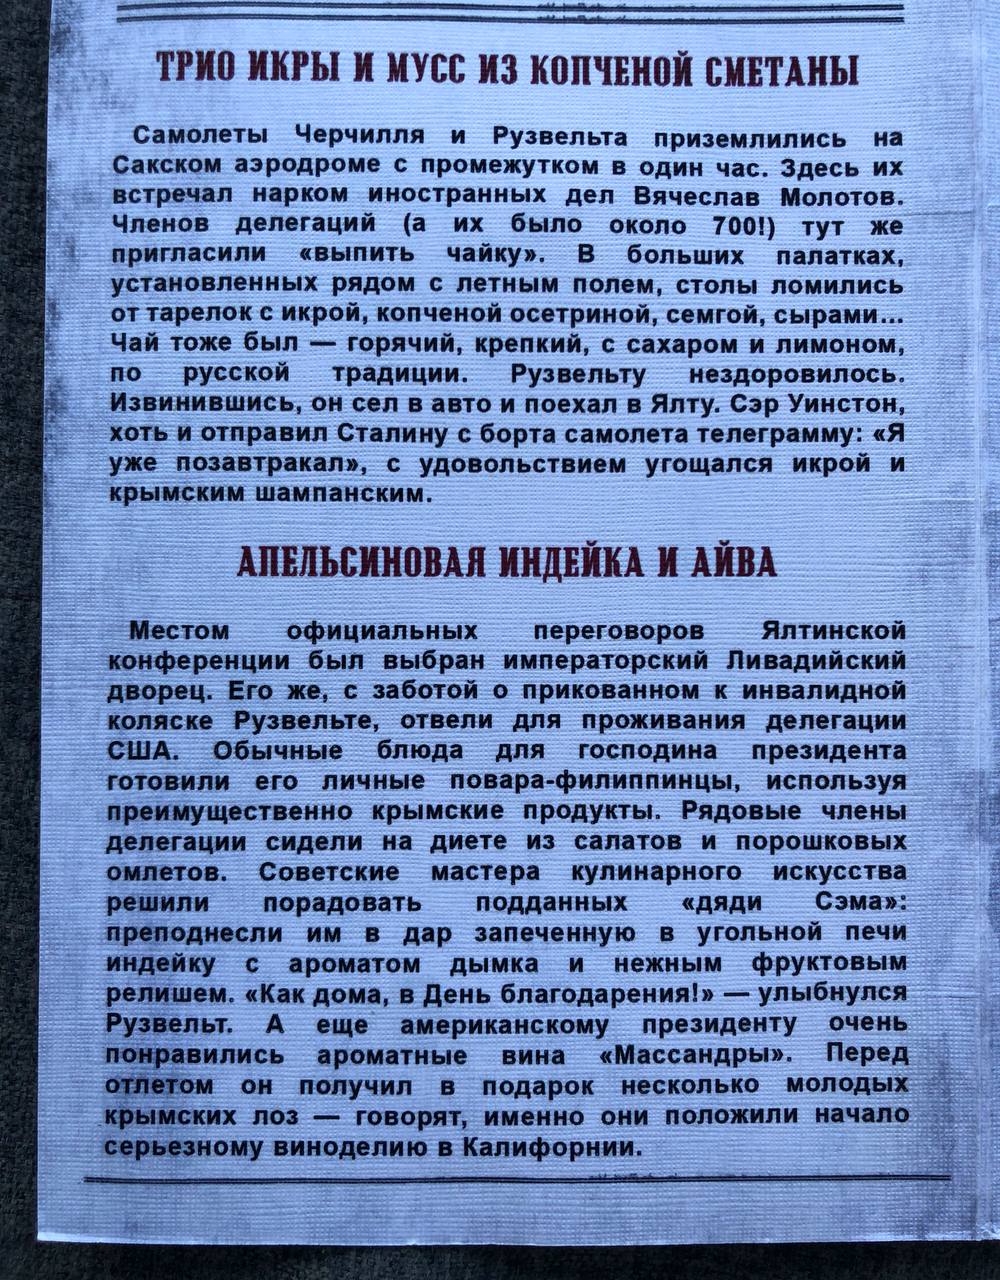 ТРИО ИКРЫ И МУСС ИЗ КОПЧЕНОЙ СМЕТАНЫ
Самолеты Черчилля и Рузвельта приземлились на
Сакском аэродроме с промежутком в один час. Здесь их
встречал нарком иностранных дел Вячеслав Молотов.
Членов делегаций (а их было около 700!) тут же
пригласили «выпить чайку». В больших палатках,
установленных рядом с летным полем, столы ломились
от тарелок с икрой, копченой осетриной, семгой, сырами...
Чай тоже был — горячий, крепкий, с сахаром и лимоном,
по русской традиции. Рузвельту нездоровилось.
Извинившись, он сел в авто и поехал в Ялту. Сэр Уинстон,
хоть и отправил Сталину с борта самолета телеграмму: «Я
уже позавтракал», с удовольствием угощался икрой и
крымским шампанским.
АПЕЛЬСИНОВАЯ ИНДЕЙКА И АЙВА
Местом официальных переговоров Ялтинской
конференции был выбран императорский Ливадийский
дворец. Его же, с заботой о прикованном к инвалидной
коляске Рузвельте, отвели для проживания делегации
США. Обычные блюда для господина президента
готовили его личные повара-филиппинцы, используя
преимущественно крымские продукты. Рядовые члены
делегации сидели на диете из салатов и порошковых
омлетов. Советские мастера кулинарного искусства
решили порадовать подданных «дяди Сэма»:
преподнесли им в дар запеченную в угольной печи
индейку с ароматом дымка и нежным фруктовым
релишем. «Как дома, в День благодарения!» — улыбнулся
Рузвельт. А еще американскому президенту очень
понравились ароматные вина «Массандры». Перед
отлетом он получил в подарок несколько молодых
крымских лоз — говорят, именно они положили начало
серьезному виноделию в Калифорнии.